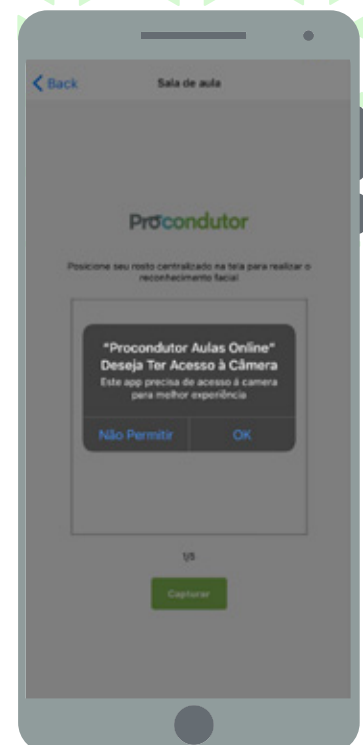 Back Sala de aula
Procondutor
Posicione seu rosto centralizado na tela para realizar o
reconhecimento facial
"Procondutor Aulas Online"
Deseja Ter Acesso à Câmera
Este app precisa de acesso á camera
para melhor experiência
Não Permitir OK
1/5
Capturar